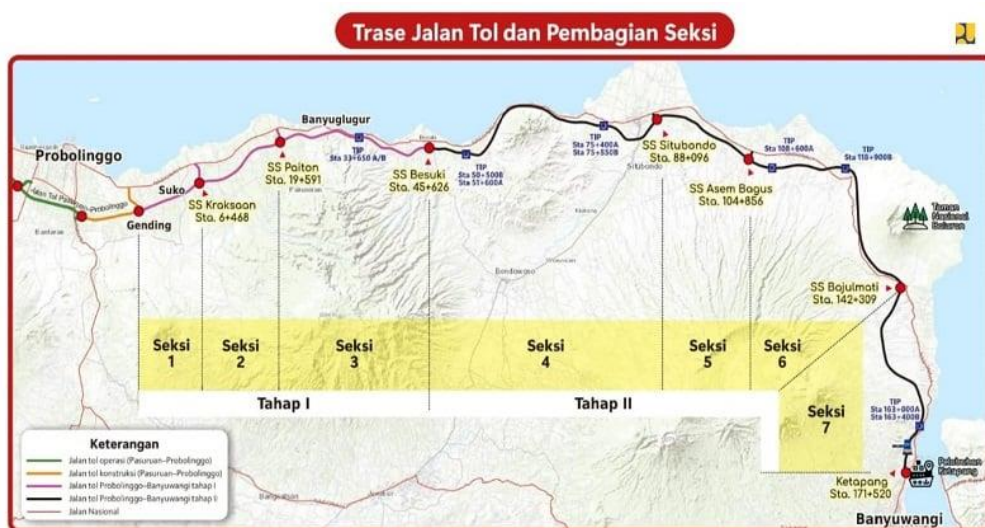 Trase Jalan Tol dan Pembagian Seksi
Probolinggo
Jalan Tol Pasuruan-Probolinggo
Gending
Suko
SS Kraksaan
Sta. 6+468
SS Paiton
Sta. 19+591
Banyuglugur
TIP
Sta 33+650 A/B
Besuki
SS Besuki
Sta. 45+626
TIP
Sta 50+500B
Sta 51+600A
TIP
Sta 75+400A
Sta 75+550B
SS Situbondo
Sta. 88+096
Situbondo
TIP
Sta 108+600A
SS Asem Bagus
Sta. 104+856
TIP
Sta 118+900B
Taman
Nasional
Baluran
Bondowoso
SS Bajulmati
Sta. 142+309
Seksi
1
Seksi
2
Seksi
3
Seksi
4
Seksi
5
Seksi
6
Seksi
7
Tahap I
Tahap II
TIP
Sta 163+000A
Sta 163+400B
Pelabuhan
Ketapang
Ketapang
Sta. 171+520
Banyuwangi
Keterangan
Jalan tol operasi (Pasuruan-Probolinggo)
Jalan tol konstruksi (Pasuruan-Probolinggo)
Jalan tol Probolinggo-Banyuwangi tahap I
Jalan tol Probolinggo-Banyuwangi tahap II
Jalan Nasional